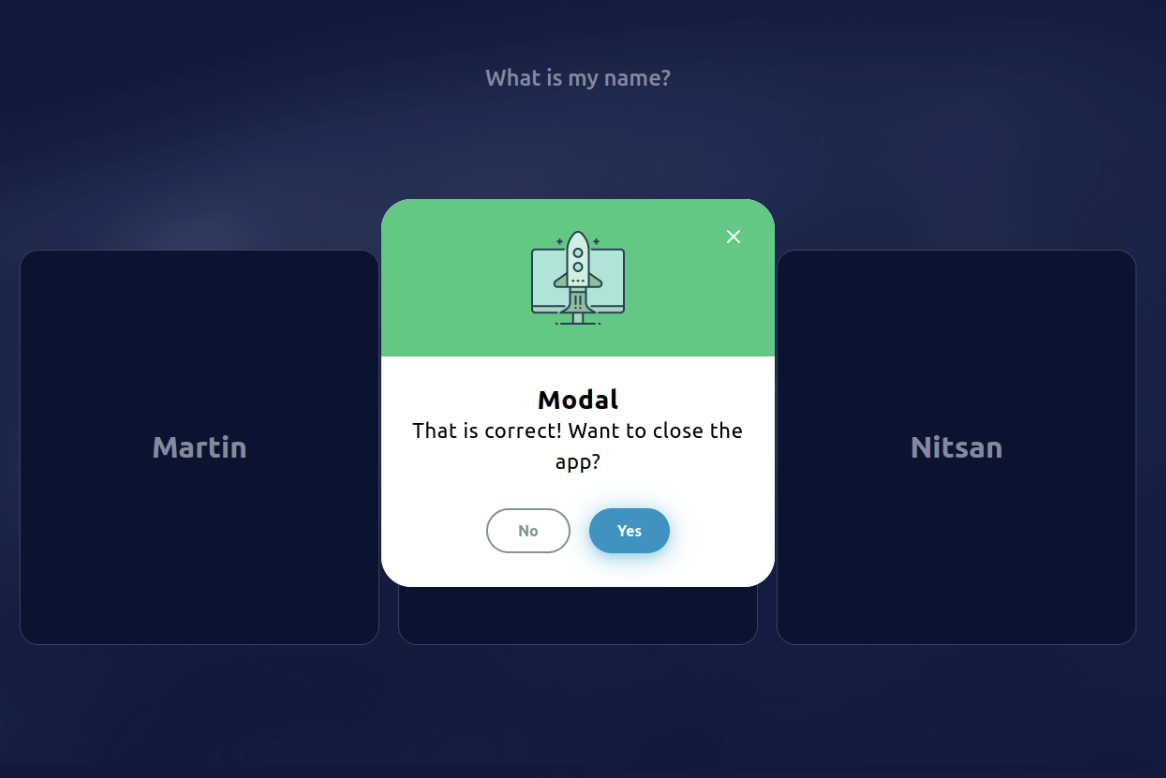 What is my name?
Martin
Nitsan
Modal
That is correct! Want to close the
app?
No
Yes